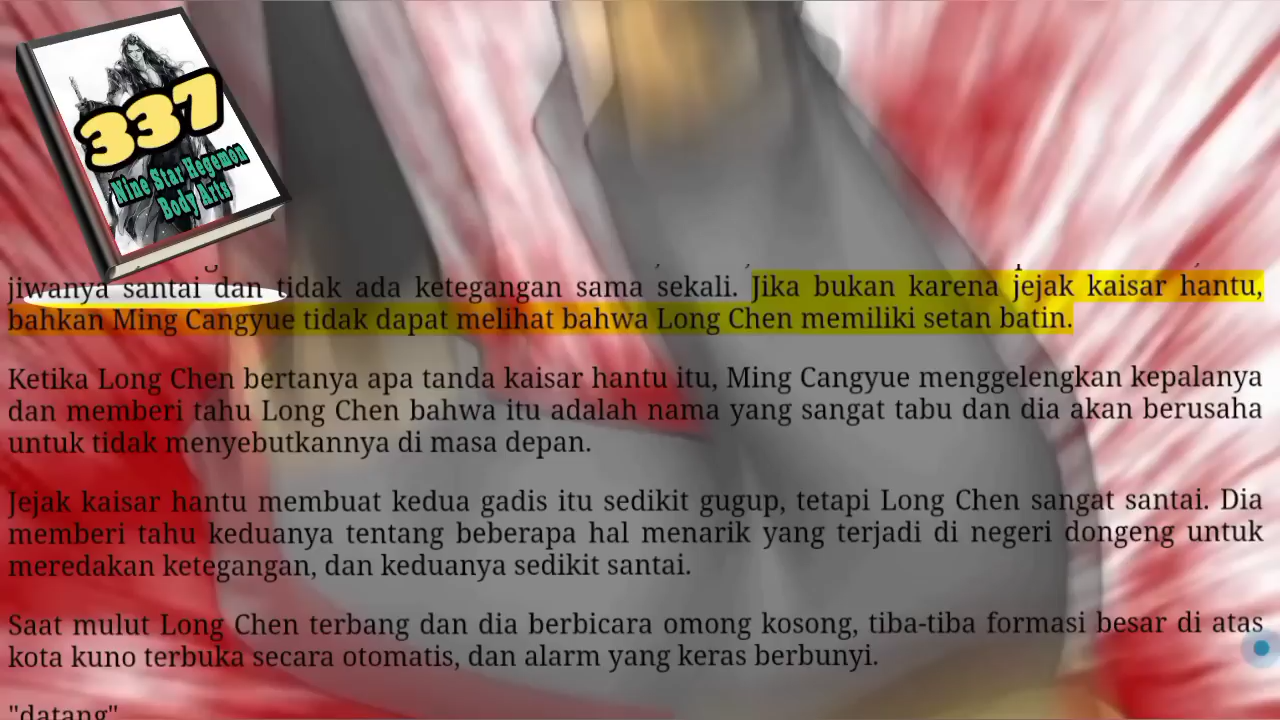 337
Nine Star Hegemon
Body Arts
jiwanya santai dan tidak ada ketegangan sama sekali. Jika bukan karena jejak kaisar hantu,
bahkan Ming Cangyue tidak dapat melihat bahwa Long Chen memiliki setan batin.
Ketika Long Chen bertanya apa tanda kaisar hantu itu, Ming Cangyue menggelengkan kepalanya
dan memberi tahu Long Chen bahwa itu adalah nama yang sangat tabu dan dia akan berusaha
untuk tidak menyebutkannya di masa depan.
Jejak kaisar hantu membuat kedua gadis itu sedikit gugup, tetapi Long Chen sangat santai. Dia
memberi tahu keduanya tentang beberapa hal menarik yang terjadi di negeri dongeng untuk
meredakan ketegangan, dan keduanya sedikit santai.
Saat mulut Long Chen terbang dan dia berbicara omong kosong, tiba-tiba formasi besar di atas
kota kuno terbuka secara otomatis, dan alarm yang keras berbunyi.
"datang"